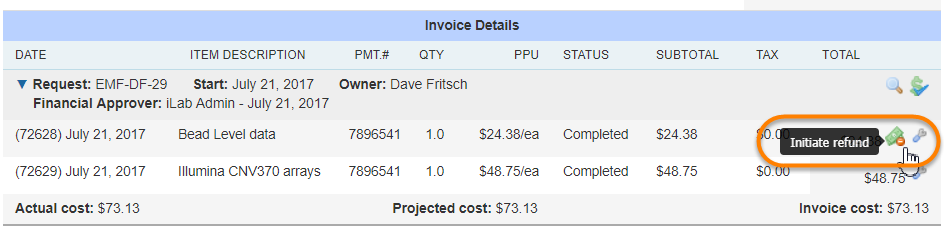 Invoice Details
DATE ITEM DESCRIPTION PMT.# QTY PPU STATUS SUBTOTAL TAX TOTAL
▼ Request: EMF-DF-29 Start: July 21, 2017 Owner: Dave Fritsch
Financial Approver: iLab Admin - July 21, 2017
(72628) July 21, 2017 Bead Level data 7896541 1.0 $24.38/ea Completed $24.38 $0.00
Initiate refund
(72629) July 21, 2017 Illumina CNV370 arrays 7896541 1.0 $48.75/ea Completed $48.75 $0.00 $48.75
Actual cost: $73.13 Projected cost: $73.13 Invoice cost: $73.13